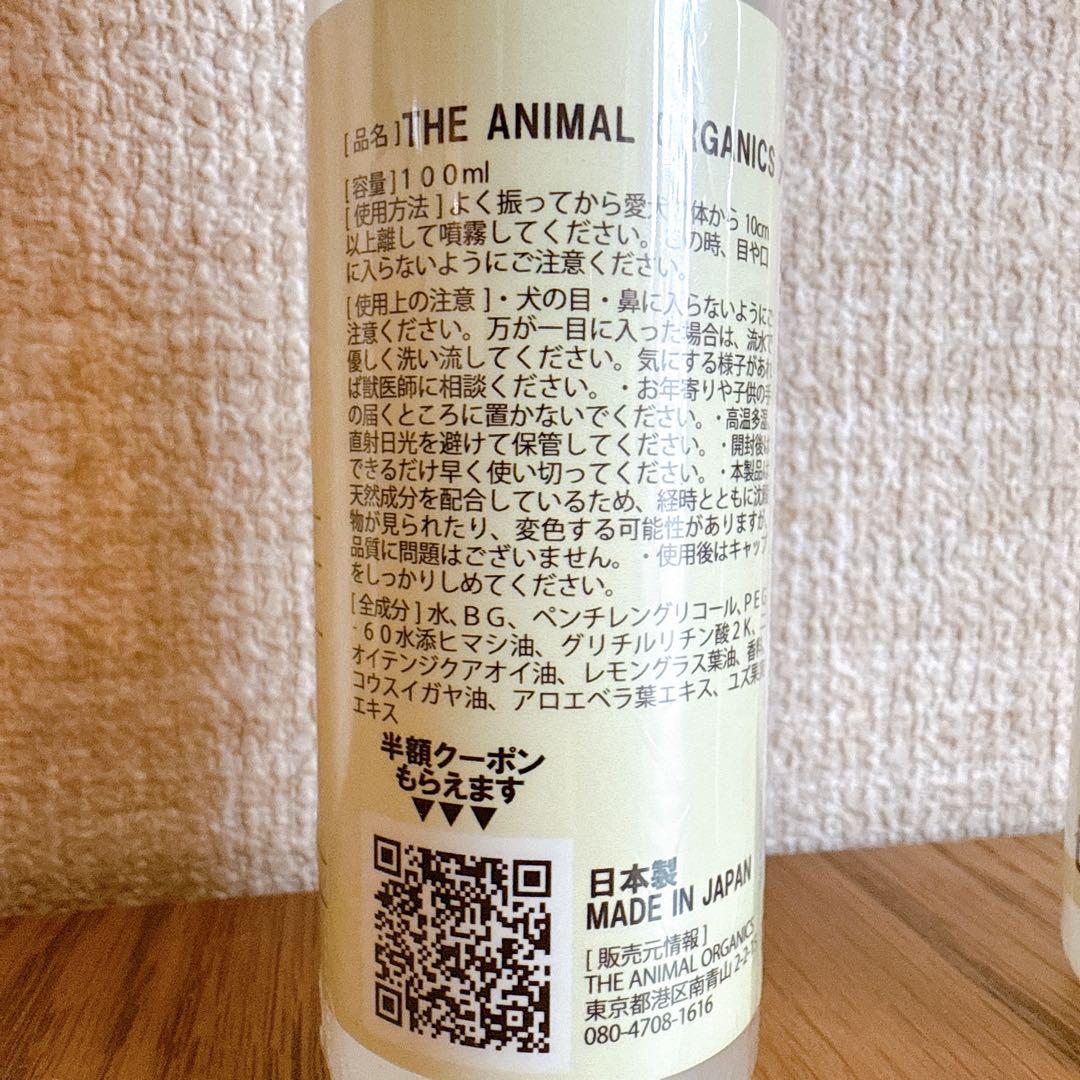 [品名]THE ANIMAL ORGANICS
[容量]100ml
[使用方法]よく振ってから愛犬 体から 10cm
以上離して噴霧してください。この時、目や口
に入らないようにご注意ください。
[使用上の注意]・犬の目・鼻に入らないようにご
注意ください。万が一目に入った場合は、流水で
優しく洗い流してください。気にする様子があれ
ば獣医師に相談ください。・お年寄りや子供の手
の届くところに置かないでください。・高温多湿、
直射日光を避けて保管してください。・開封後は
できるだけ早く使い切ってください。・本製品は
天然成分を配合しているため、経時とともに沈殿
物が見られたり、変色する可能性がありますが、
品質に問題はございません。・使用後はキャップ
をしっかりしめてください。
[全成分]水、BG、ペンチレングリコール、PEG
-60水添ヒマシ油、グリチルリチン酸2K、ニ
オイテンジクアオイ油、レモングラス葉油、香料、
コウスイガヤ油、アロエベラ葉エキス、ユズ果実
エキス
半額クーポン
もらえます
▼▼▼
日本製
MADE IN JAPAN
[販売元情報]
THE ANIMAL ORGANICS
東京都港区南青山2-2-
080-4708-1616